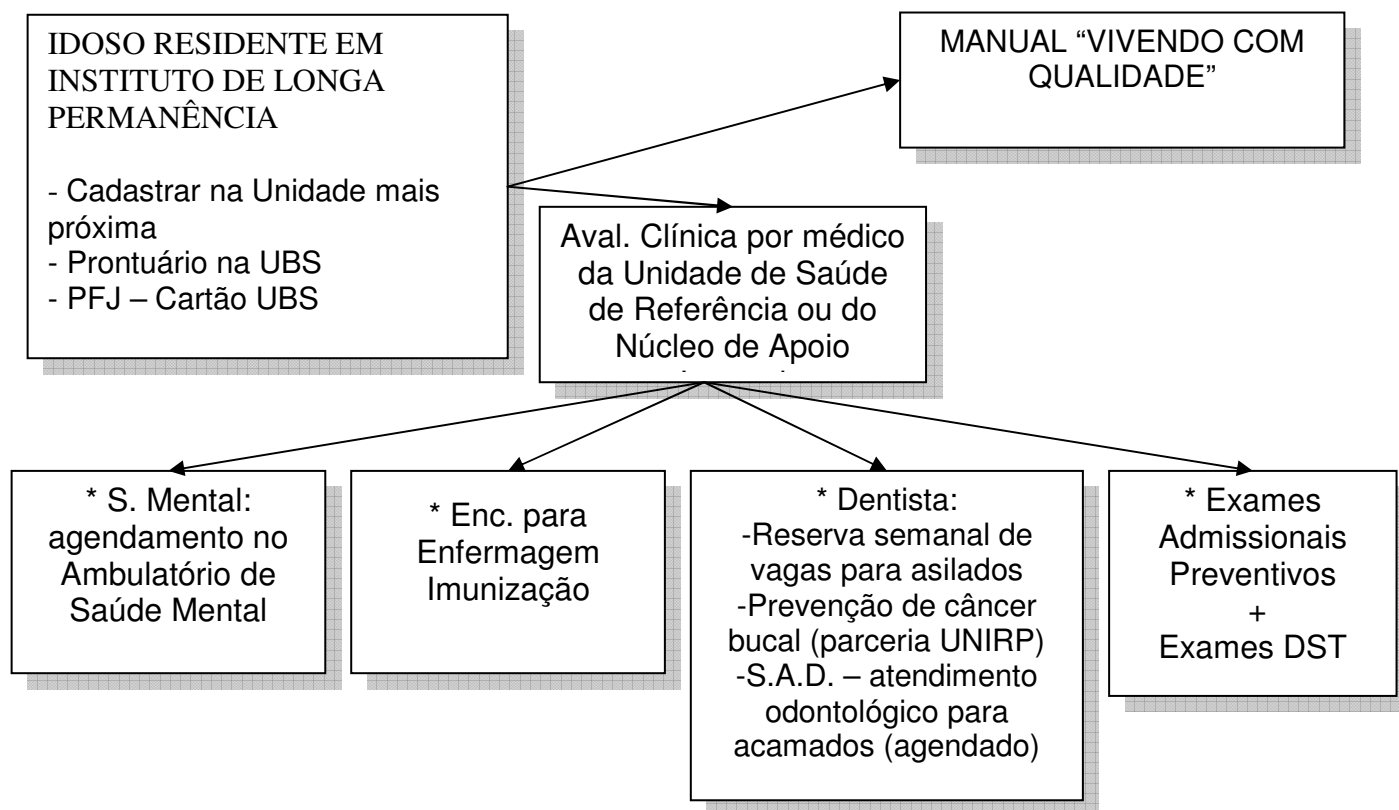 IDOSO RESIDENTE EM
INSTITUTO DE LONGA
PERMANÊNCIA
- Cadastrar na Unidade mais
próxima
- Prontuário na UBS
- PFJ – Cartão UBS
MANUAL “VIVENDO COM
QUALIDADE”
Aval. Clínica por médico
da Unidade de Saúde
de Referência ou do
Núcleo de Apoio
* S. Mental:
agendamento no
Ambulatório de
Saúde Mental
* Enc. para
Enfermagem
Imunização
* Dentista:
-Reserva semanal de
vagas para asilados
-Prevenção de câncer
bucal (parceria UNIRP)
-S.A.D. – atendimento
odontológico para
acamados (agendado)
* Exames
Admissionais
Preventivos
+
Exames DST